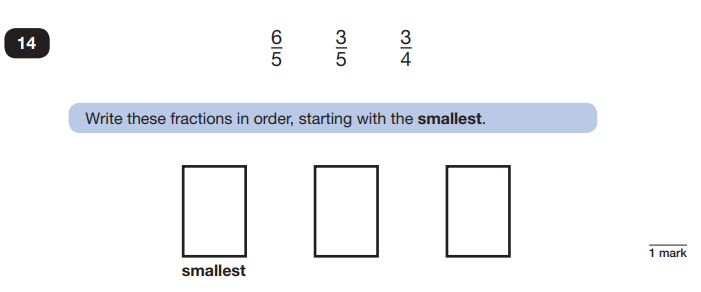 14
6/5 3/5 3/4
Write these fractions in order, starting with the smallest.
smallest
1 mark